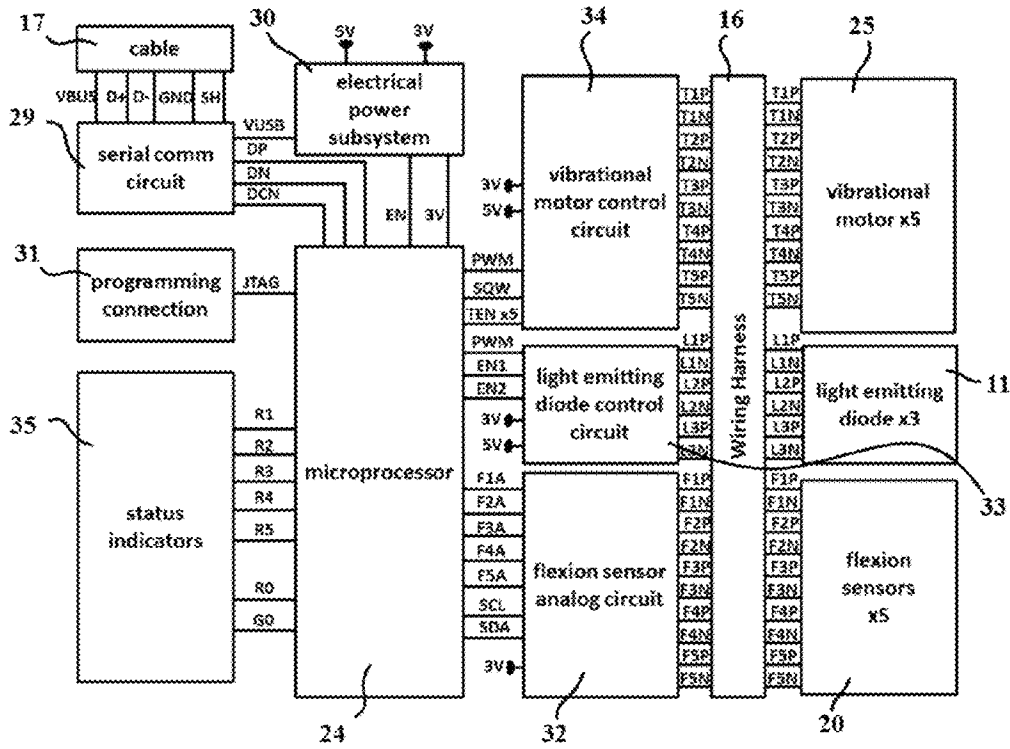 17
cable
VBUS D+ D- GND SH
29
serial comm
circuit
VUSB
DP
DN
DCN
30
5V
3V
electrical
power
subsystem
EN
3V
31
programming
connection
JTAG
35
status
indicators
R1
R2
R3
R4
R5
R0
G0
microprocessor
24
PWM
SQW
TEN x5
PWM
EN1
EN2
F1A
F2A
F3A
F4A
F5A
SCL
SDA
34
3V
5V
vibrational
motor control
circuit
3V
5V
light emitting
diode control
circuit
33
3V
flexion sensor
analog circuit
32
T1P
T1N
T2P
T2N
T3P
T3N
T4P
T4N
T5P
T5N
L1P
L1N
L2P
L2N
L3P
L3N
F1P
F1N
F2P
F2N
F3P
F3N
F4P
F4N
F5P
F5N
16
Wiring Harness
T1P
T1N
T2P
T2N
T3P
T3N
T4P
T4N
T5P
T5N
L1P
L1N
L2P
L2N
L3P
L3N
F1P
F1N
F2P
F2N
F3P
F3N
F4P
F4N
F5P
F5N
25
vibrational
motor x5
11
light emitting
diode x3
flexion
sensors
x5
20